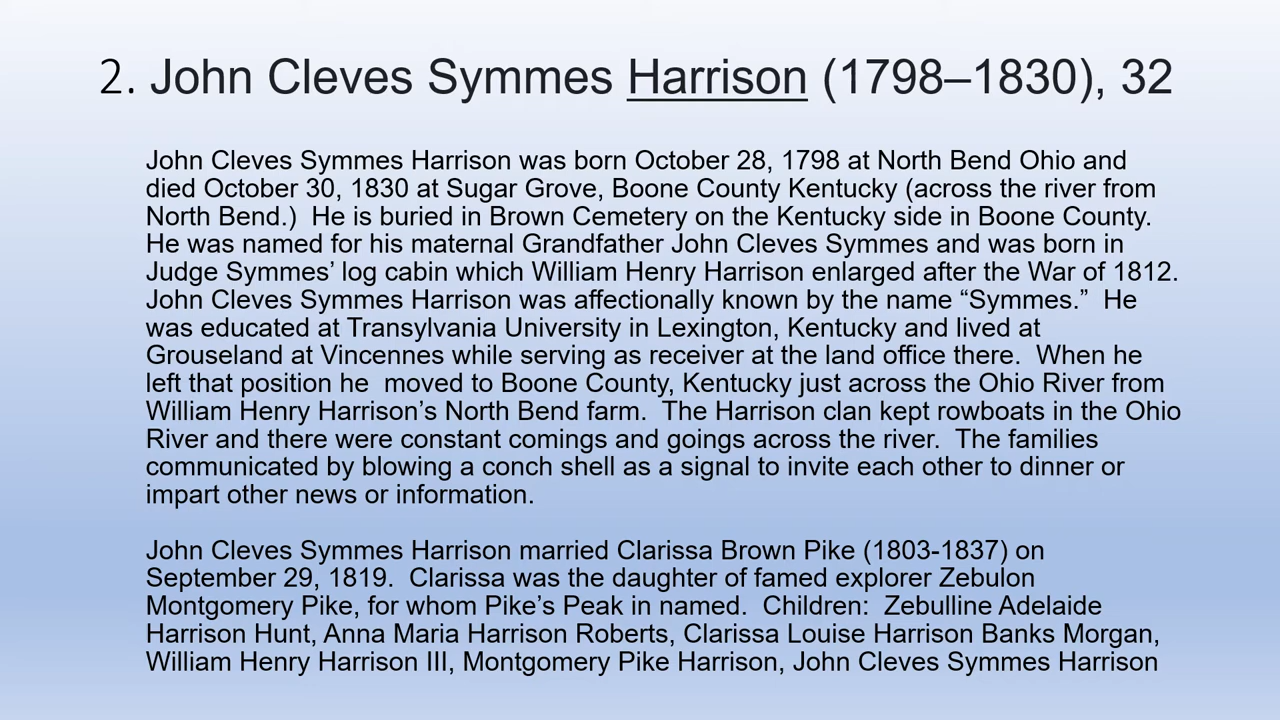 2. John Cleves Symmes Harrison (1798–1830), 32
John Cleves Symmes Harrison was born October 28, 1798 at North Bend Ohio and
died October 30, 1830 at Sugar Grove, Boone County Kentucky (across the river from
North Bend.)  He is buried in Brown Cemetery on the Kentucky side in Boone County.
He was named for his maternal Grandfather John Cleves Symmes and was born in
Judge Symmes’ log cabin which William Henry Harrison enlarged after the War of 1812.
John Cleves Symmes Harrison was affectionally known by the name “Symmes.”  He
was educated at Transylvania University in Lexington, Kentucky and lived at
Grouseland at Vincennes while serving as receiver at the land office there.  When he
left that position he  moved to Boone County, Kentucky just across the Ohio River from
William Henry Harrison’s North Bend farm.  The Harrison clan kept rowboats in the Ohio
River and there were constant comings and goings across the river.  The families
communicated by blowing a conch shell as a signal to invite each other to dinner or
impart other news or information.
John Cleves Symmes Harrison married Clarissa Brown Pike (1803-1837) on
September 29, 1819.  Clarissa was the daughter of famed explorer Zebulon
Montgomery Pike, for whom Pike’s Peak in named.  Children:  Zebulline Adelaide
Harrison Hunt, Anna Maria Harrison Roberts, Clarissa Louise Harrison Banks Morgan,
William Henry Harrison III, Montgomery Pike Harrison, John Cleves Symmes Harrison